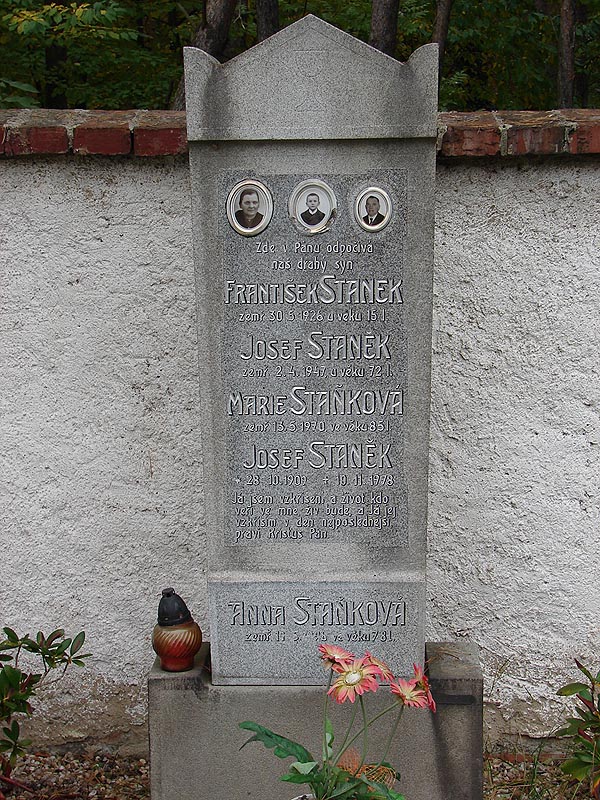 Zde v Pánu odpočívá
náš drahý syn
FRANTIŠEK STANĚK
zemř. 30.5.1926 u věku 15 l.
JOSEF STANĚK
zemř. 2.4.1947 u věku 72 l.
MARIE STAŇKOVÁ
zemř. 13.5.1970 ve věku 85 l.
JOSEF STANĚK
* 28.10.1909 + 10.11.1978
Já jsem vzkříšení, a život kdo
věří ve mne živ bude, a Já jej
vzkřísím v den nejposlednější
praví Kristus Pán
ANNA STAŇKOVÁ
zemř. ve věku 78 l.